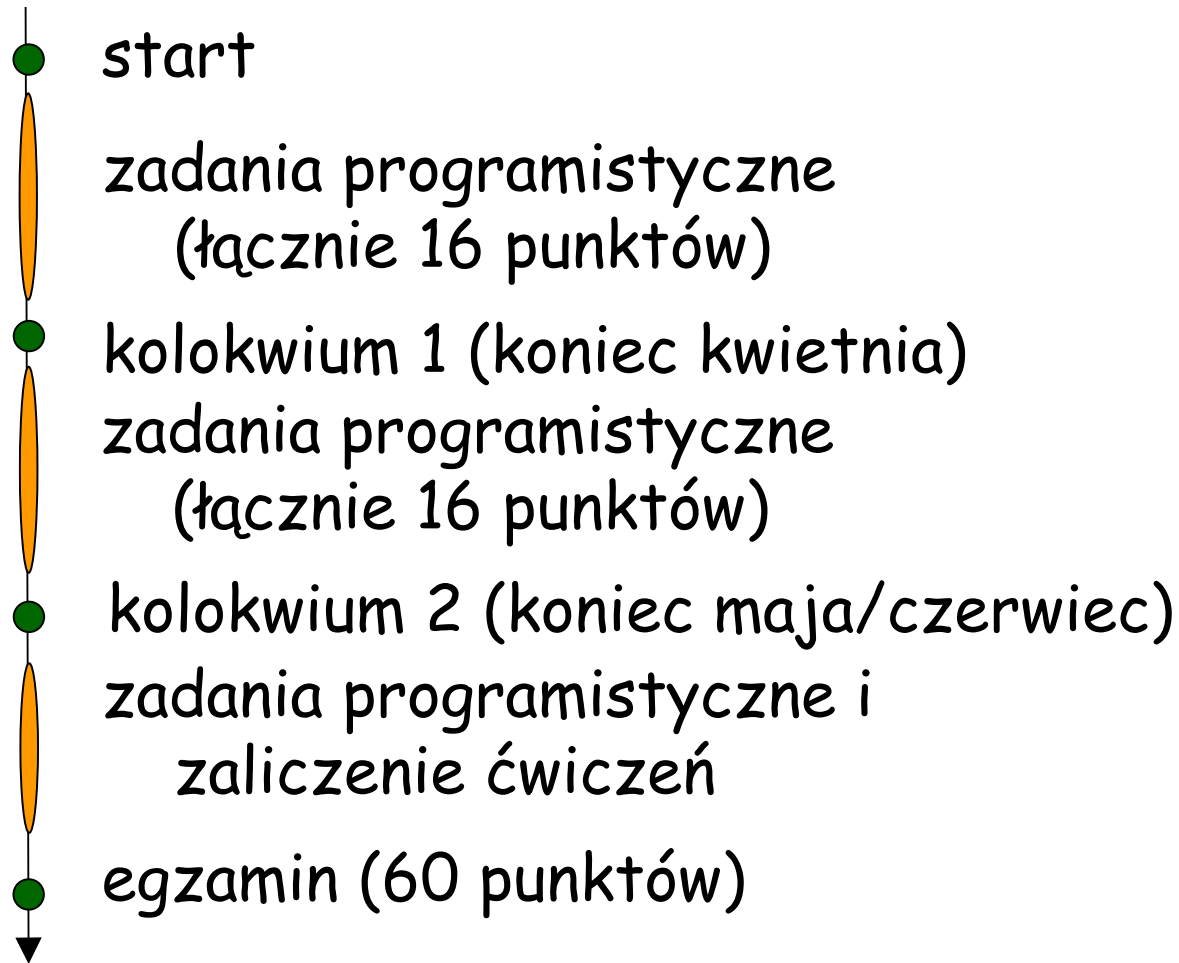 start
zadania programistyczne
(łącznie 16 punktów)
kolokwium 1 (koniec kwietnia)
zadania programistyczne
(łącznie 16 punktów)
kolokwium 2 (koniec maja/czerwiec)
zadania programistyczne i
zaliczenie ćwiczeń
egzamin (60 punktów)